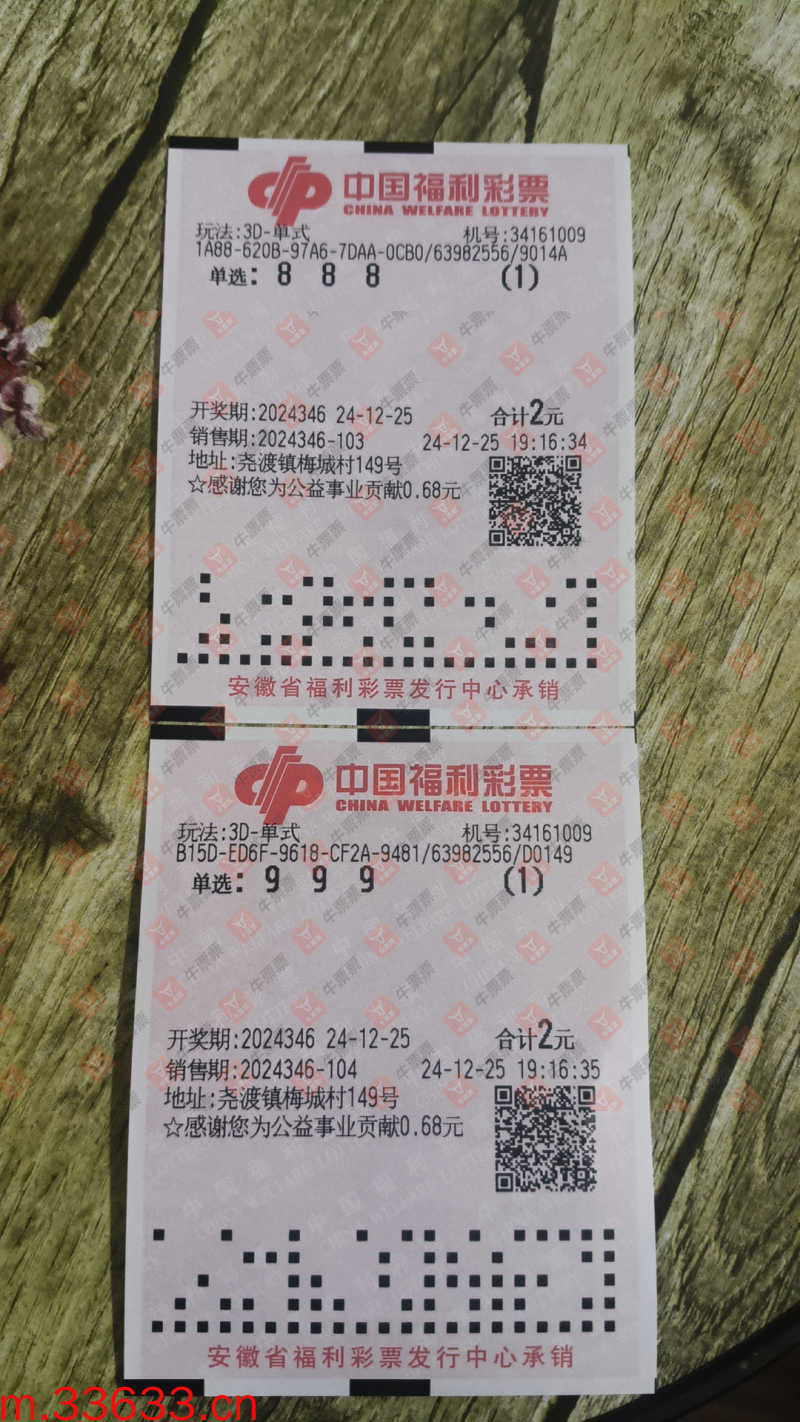 中国福利彩票
CHINA WELFARE LOTTERY
玩法:3D-单式 机号:34161009
1A88-620B-97A6-7DAA-0CB0/63982556/9014A
单选: 8 8 8 (1)
开奖期:2024346 24-12-25 合计2元
销售期:2024346-103 24-12-25 19:16:34
地址:尧渡镇梅城村149号
☆感谢您为公益事业贡献0.68元
安徽省福利彩票发行中心承销
中国福利彩票
CHINA WELFARE LOTTERY
玩法:3D-单式 机号:34161009
B15D-ED6F-9618-CF2A-9481/63982556/D0149
单选: 9 9 9 (1)
开奖期:2024346 24-12-25 合计2元
销售期:2024346-104 24-12-25 19:16:35
地址:尧渡镇梅城村149号
☆感谢您为公益事业贡献0.68元
安徽省福利彩票发行中心承销
牛票票
m.33633.cn